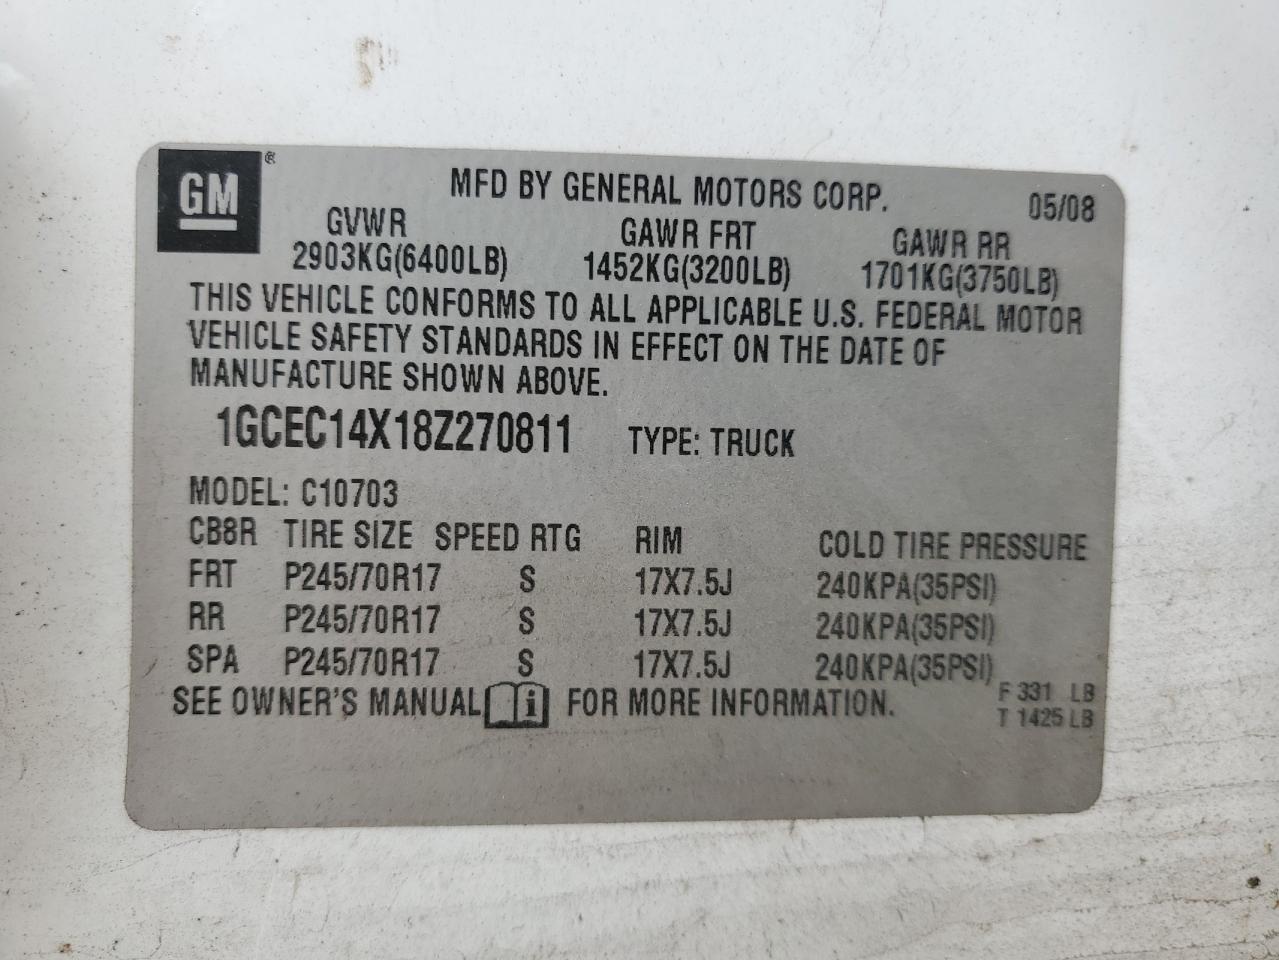 GM ®
MFD BY GENERAL MOTORS CORP. 05/08
GVWR GAWR FRT GAWR RR
2903KG(6400LB) 1452KG(3200LB) 1701KG(3750LB)
THIS VEHICLE CONFORMS TO ALL APPLICABLE U.S. FEDERAL MOTOR
VEHICLE SAFETY STANDARDS IN EFFECT ON THE DATE OF
MANUFACTURE SHOWN ABOVE.
1GCEC14X18Z270811 TYPE: TRUCK
MODEL: C10703
CB8R TIRE SIZE SPEED RTG RIM COLD TIRE PRESSURE
FRT P245/70R17 S 17X7.5J 240KPA(35PSI)
RR P245/70R17 S 17X7.5J 240KPA(35PSI)
SPA P245/70R17 S 17X7.5J 240KPA(35PSI)
SEE OWNER'S MANUAL i FOR MORE INFORMATION.
F 331 LB
T 1425 LB